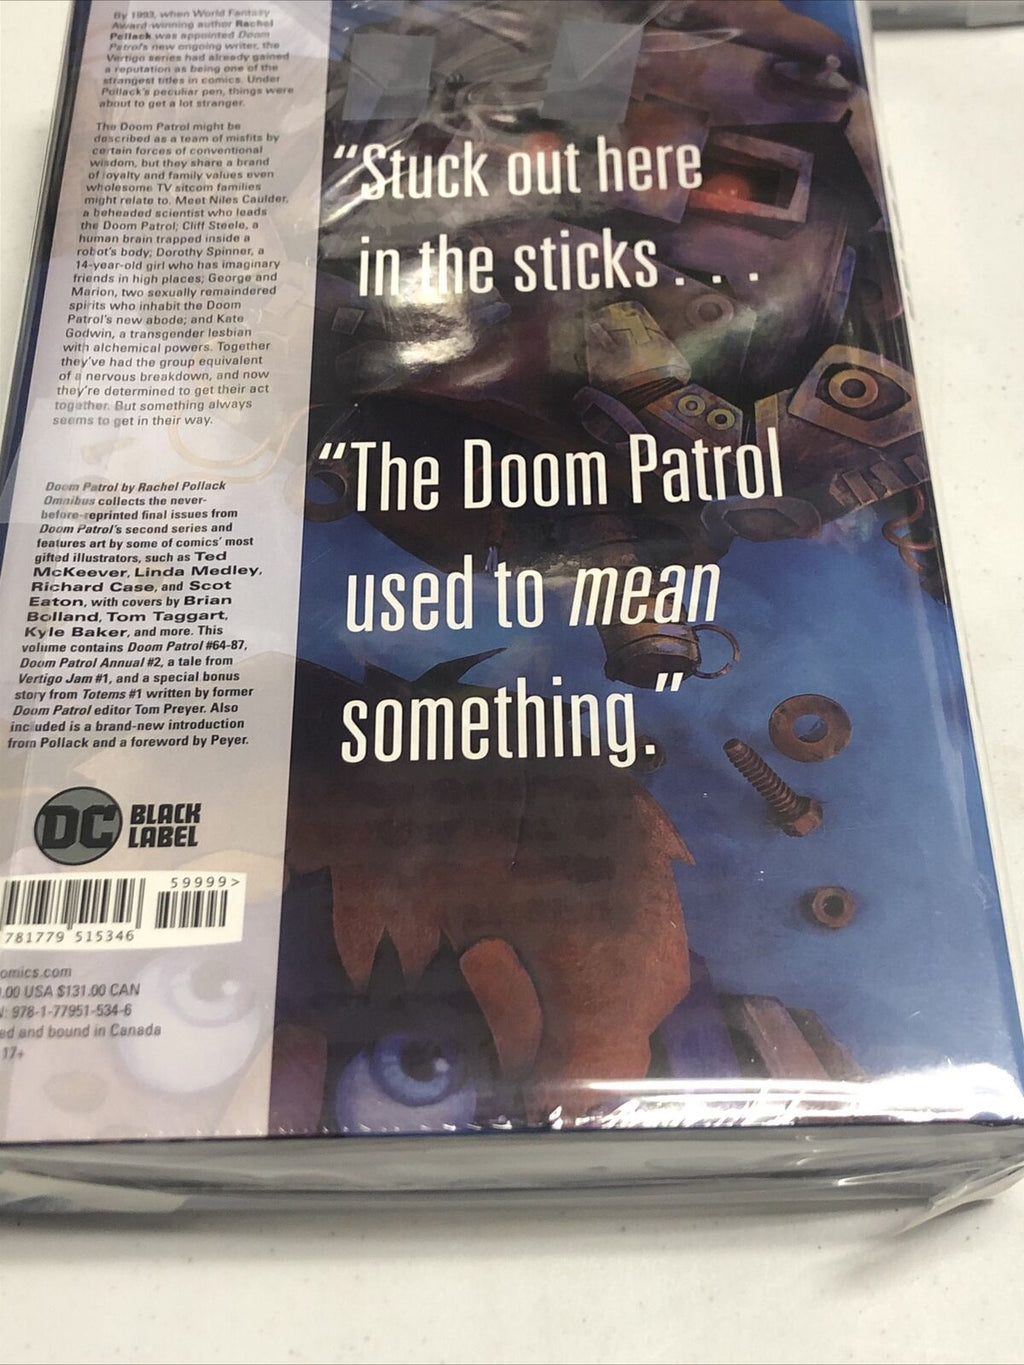 By 1993, when World Fantasy
Award-winning author Rachel
Pollack was appointed Doom
Patrol's new ongoing writer, the
Vertigo series had already gained
a reputation as being one of the
strangest titles in comics. Under
Pollack's peculiar pen, things were
about to get a lot stranger.
The Doom Patrol might be
described as a team of misfits by
certain forces of conventional
wisdom, but they share a brand
of loyalty and family values even
wholesome TV sitcom families
might relate to. Meet Niles Caulder,
a beheaded scientist who leads
the Doom Patrol; Cliff Steele, a
human brain trapped inside a
robot's body; Dorothy Spinner, a
14-year-old girl who has imaginary
friends in high places; George and
Marion, two sexually remaindered
spirits who inhabit the Doom
Patrol's new abode; and Kate
Godwin, a transgender lesbian
with alchemical powers. Together
they've had the group equivalent
of a nervous breakdown, and now
they're determined to get their act
together. But something always
seems to get in their way.
Doom Patrol by Rachel Pollack
Omnibus collects the never-
before-reprinted final issues from
Doom Patrol's second series and
features art by some of comics' most
gifted illustrators, such as Ted
McKeever, Linda Medley,
Richard Case, and Scot
Eaton, with covers by Brian
Bolland, Tom Taggart,
Kyle Baker, and more. This
volume contains Doom Patrol #64-87,
Doom Patrol Annual #2, a tale from
Vertigo Jam #1, and a special bonus
story from Totems #1 written by former
Doom Patrol editor Tom Preyer. Also
included is a brand-new introduction
from Pollack and a foreword by Peyer.
DC BLACK
LABEL
59999>
781779 515346
omics.com
.00 USA $131.00 CAN
: 978-1-77951-534-6
ed and bound in Canada
17+
"Stuck out here
in the sticks . . .
"The Doom Patrol
used to mean
something."